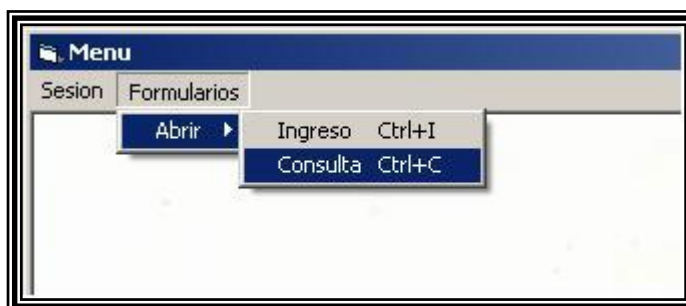 Menu
Sesion Formularios
Abrir Ingreso Ctrl+I
Consulta Ctrl+C